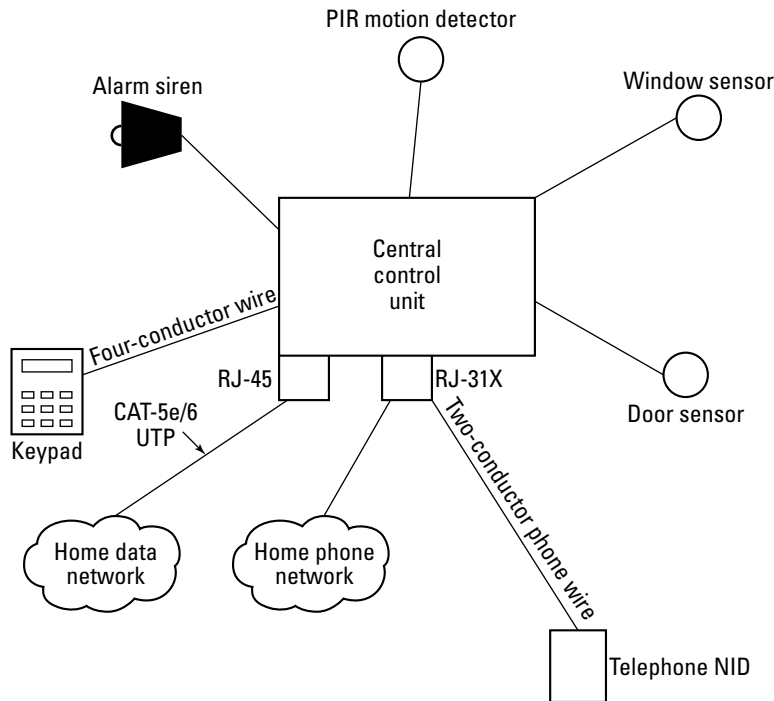 PIR motion detector
Alarm siren
Window sensor
Central
control
unit
Four-conductor wire
RJ-45
RJ-31X
CAT-5e/6
UTP
Keypad
Door sensor
Two-conductor phone wire
Home data
network
Home phone
network
Telephone NID